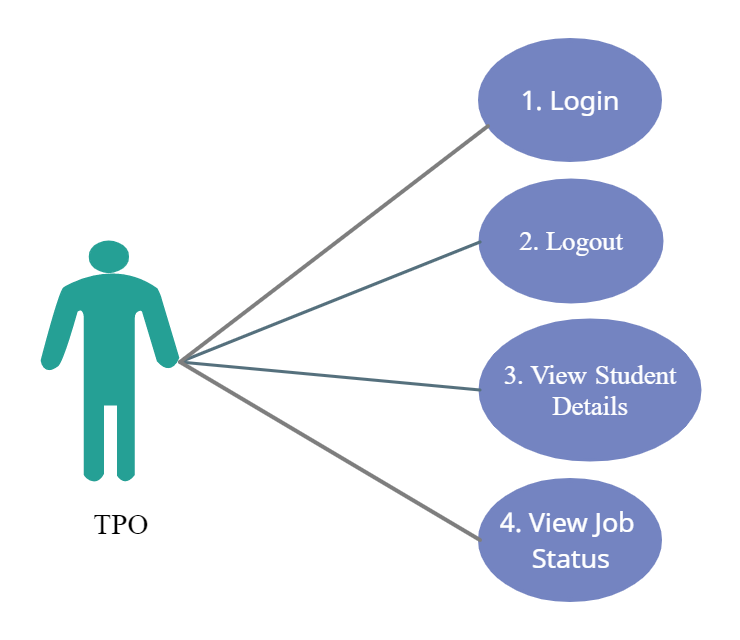 1. Login
2. Logout
3. View Student
Details
4. View Job
Status
TPO